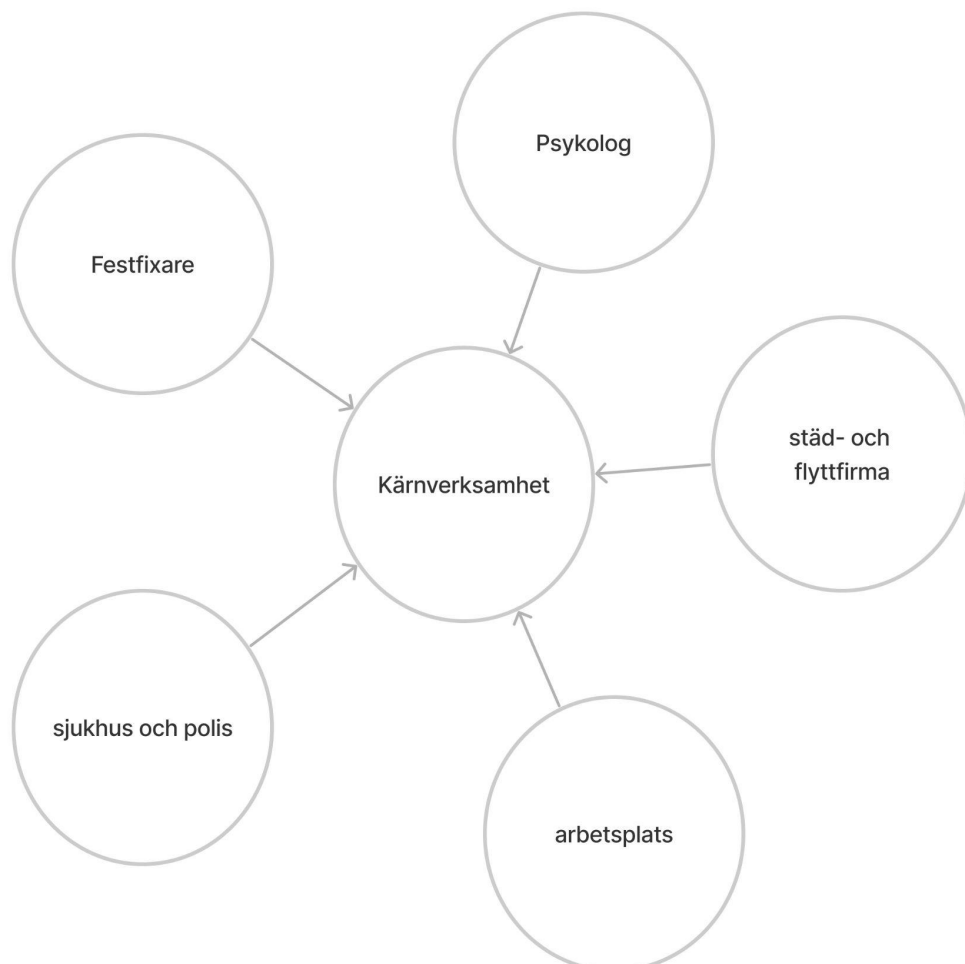 Psykolog
Festfixare
städ- och
flyttfirma
Kärnverksamhet
sjukhus och polis
arbetsplats